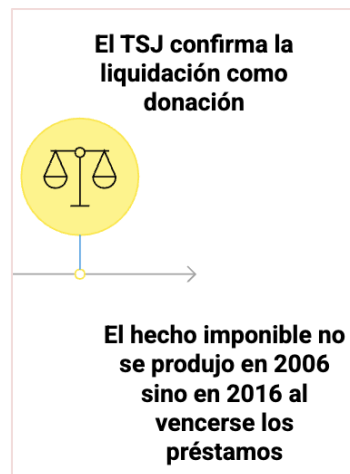 El TSJ confirma la
liquidación como
donación
El hecho imponible no
se produjo en 2006
sino en 2016 al
vencerse los
préstamos